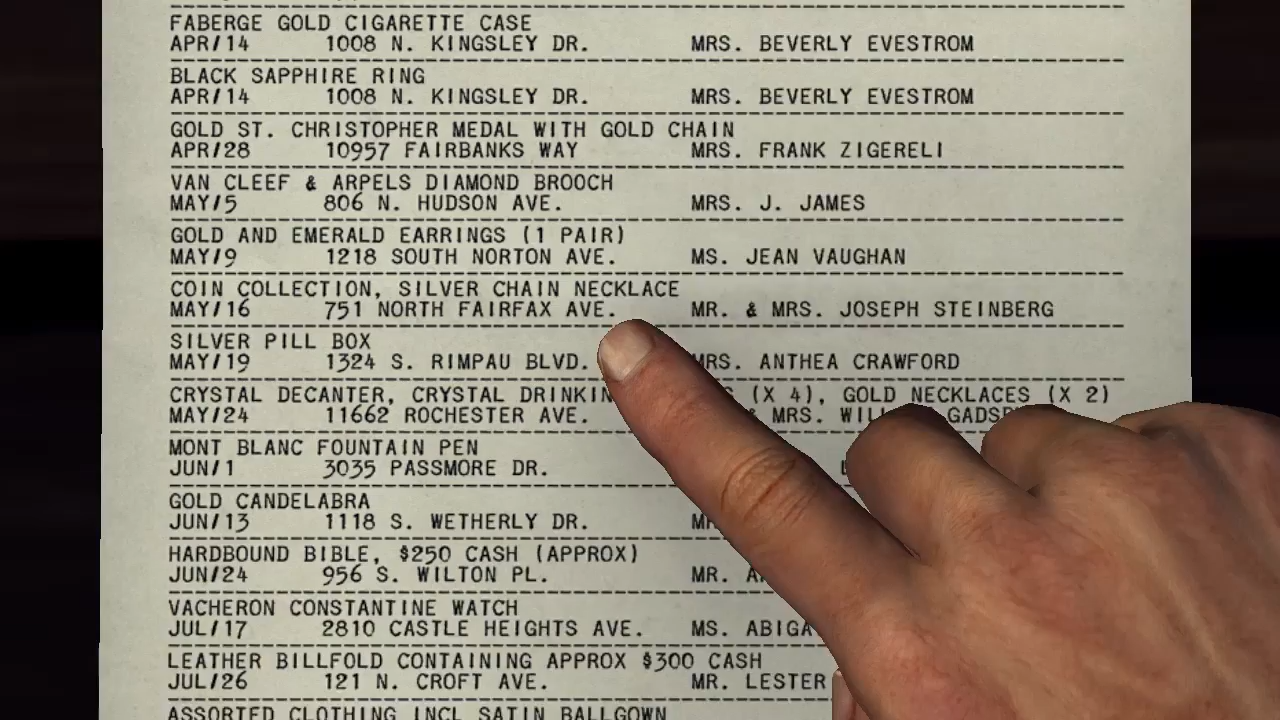 FABERGE GOLD CIGARETTE CASE
APR/14 1008 N. KINGSLEY DR. MRS. BEVERLY EVESTROM
BLACK SAPPHIRE RING
APR/14 1008 N. KINGSLEY DR. MRS. BEVERLY EVESTROM
GOLD ST. CHRISTOPHER MEDAL WITH GOLD CHAIN
APR/28 10957 FAIRBANKS WAY MRS. FRANK ZIGERELI
VAN CLEEF & ARPELS DIAMOND BROOCH
MAY/5 806 N. HUDSON AVE. MRS. J. JAMES
GOLD AND EMERALD EARRINGS (1 PAIR)
MAY/9 1218 SOUTH NORTON AVE. MS. JEAN VAUGHAN
COIN COLLECTION, SILVER CHAIN NECKLACE
MAY/16 751 NORTH FAIRFAX AVE. MR. & MRS. JOSEPH STEINBERG
SILVER PILL BOX
MAY/19 1324 S. RIMPAU BLVD. MRS. ANTHEA CRAWFORD
CRYSTAL DECANTER, CRYSTAL (X 4), GOLD NECKLACES (X 2)
MAY/24 11662 ROCHESTER AVE. & MRS.
MONT BLANC FOUNTAIN PEN
JUN/1 3035 PASSMORE DR.
GOLD CANDELABRA
JUN/13 1118 S. WETHERLY DR.
HARDBOUND BIBLE, $250 CASH (APPROX)
JUN/24 956 S. WILTON PL. MR.
VACHERON CONSTANTINE WATCH
JUL/17 2810 CASTLE HEIGHTS AVE. MS.
LEATHER BILLFOLD CONTAINING APPROX $300 CASH
JUL/26 121 N. CROFT AVE. MR. LESTER
ASSORTED CLOTHING INCL SATIN BALLGOWN